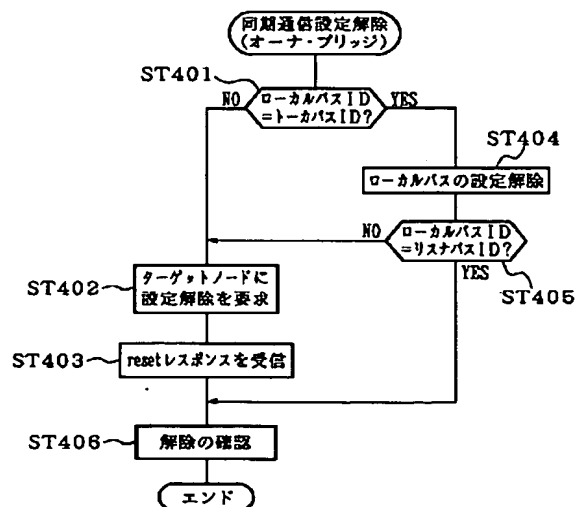 同期通信設定解除
(オーナ・ブリッジ)
ST401
ローカルバスID
=トーカバスID?
NO
YES
ST404
ローカルバスの設定解除
ローカルバスID
=リスナバスID?
NO
YES
ST405
ST402
ターゲットノードに
設定解除を要求
ST403
resetレスポンスを受信
ST406
解除の確認
エンド